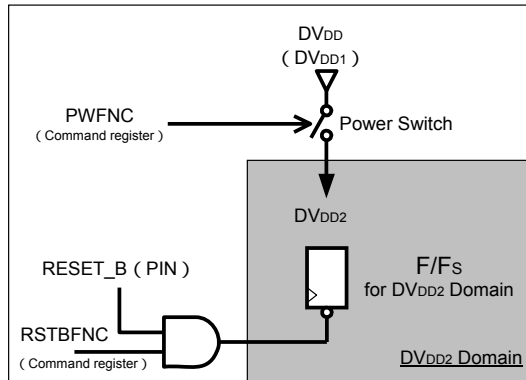 DVDD
( DVDD1 )
PWFNC
( Command register )
Power Switch
DVDD2
RESET_B ( PIN )
F/Fs
for DVDD2 Domain
RSTBFNC
( Command register )
DVDD2 Domain